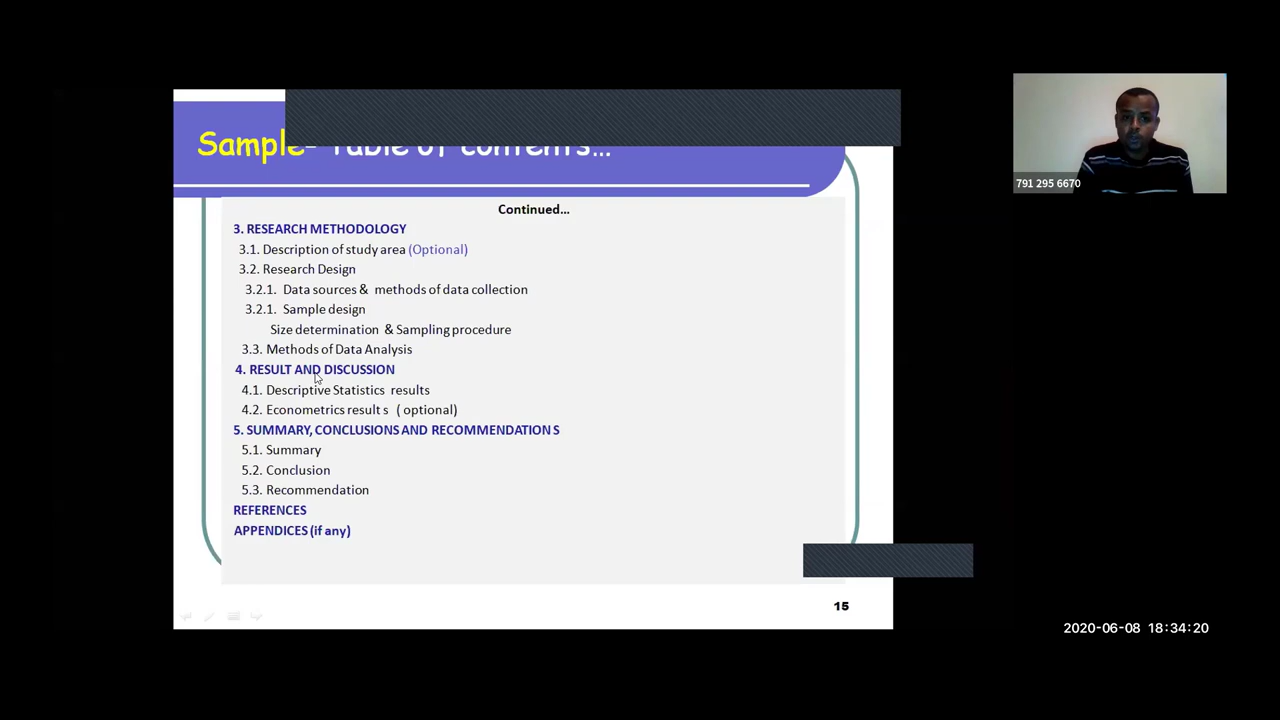 Sample- Table of contents...
Continued...
3. RESEARCH METHODOLOGY
3.1. Description of study area (Optional)
3.2. Research Design
3.2.1. Data sources & methods of data collection
3.2.1. Sample design
Size determination & Sampling procedure
3.3. Methods of Data Analysis
4. RESULT AND DISCUSSION
4.1. Descriptive Statistics results
4.2. Econometrics result s ( optional)
5. SUMMARY, CONCLUSIONS AND RECOMMENDATION S
5.1. Summary
5.2. Conclusion
5.3. Recommendation
REFERENCES
APPENDICES (if any)
15
791 295 6670
2020-06-08 18:34:20